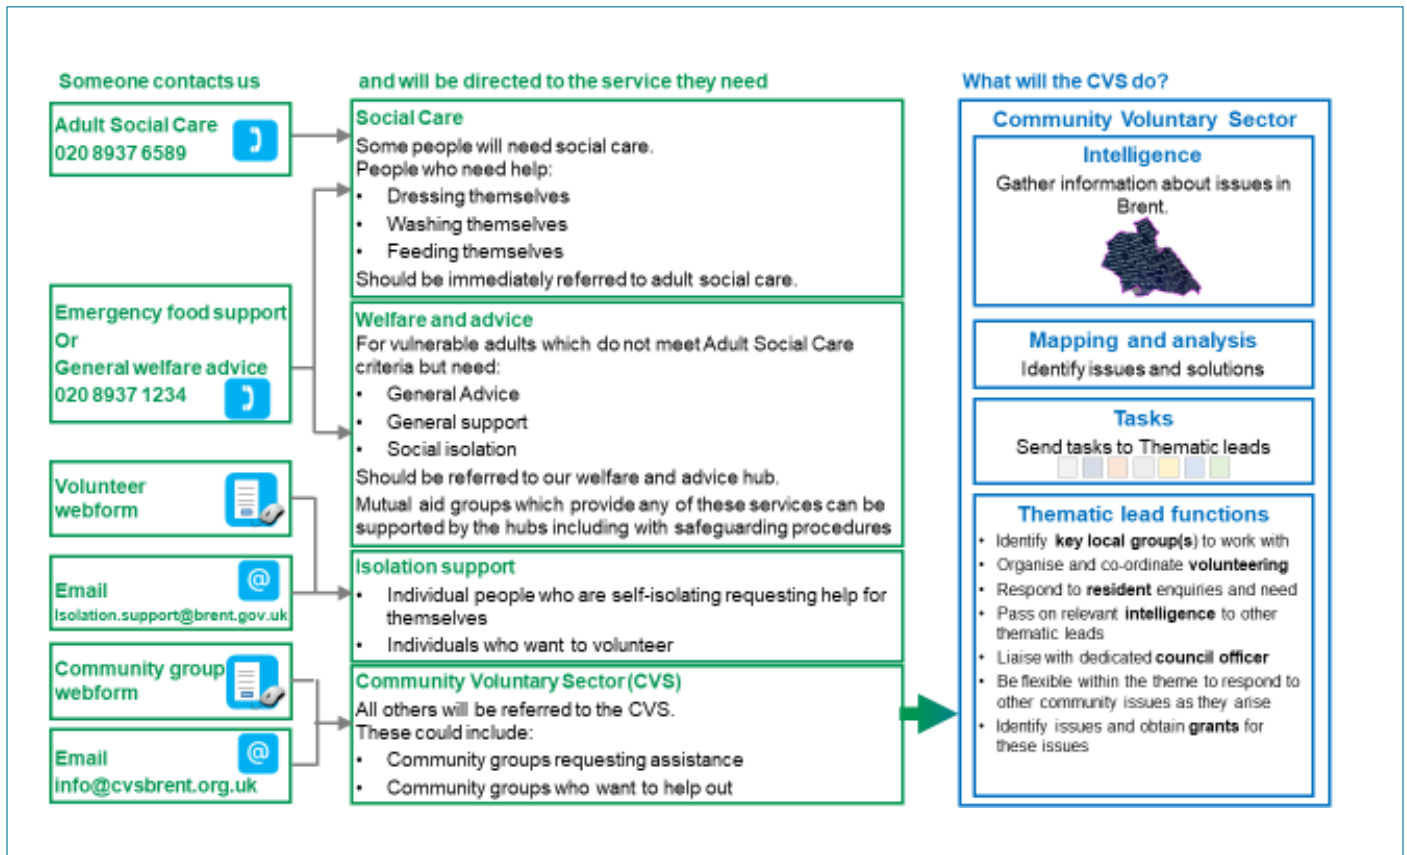 Someone contacts us
Adult Social Care
020 8937 6589
Emergency food support
Or
General welfare advice
020 8937 1234
Volunteer
webform
@
Email
Isolation.support@brent.gov.uk
Community group
webform
@
Email
info@cvsbrent.org.uk
and will be directed to the service they need
Social Care
Some people will need social care.
People who need help:
• Dressing themselves
• Washing themselves
• Feeding themselves
Should be immediately referred to adult social care.
Welfare and advice
For vulnerable adults which do not meet Adult Social Care
criteria but need:
• General Advice
• General support
• Social isolation
Should be referred to our welfare and advice hub.
Mutual aid groups which provide any of these services can be
supported by the hubs including with safeguarding procedures
Isolation support
• Individual people who are self-isolating requesting help for
themselves
• Individuals who want to volunteer
Community Voluntary Sector (CVS)
All others will be referred to the CVS.
These could include:
• Community groups requesting assistance
• Community groups who want to help out
What will the CVS do?
Community Voluntary Sector
Intelligence
Gather information about issues in
Brent.
Mapping and analysis
Identify issues and solutions
Tasks
Send tasks to Thematic leads
Thematic lead functions
• Identify key local group(s) to work with
• Organise and co-ordinate volunteering
• Respond to resident enquiries and need
• Pass on relevant intelligence to other
thematic leads
• Liaise with dedicated council officer
• Be flexible within the theme to respond to
other community issues as they arise
• Identify issues and obtain grants for
these issues